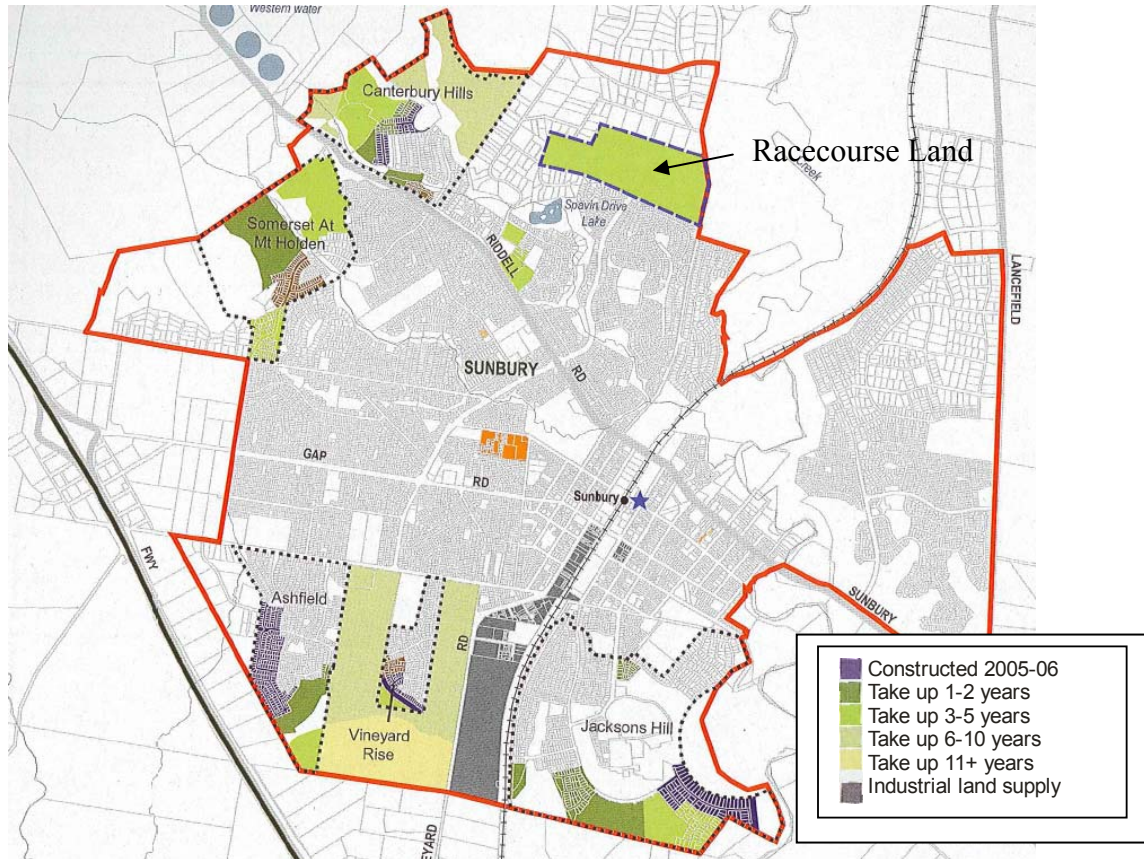 Western water
Canterbury Hills
Racecourse Land
Creek
Spavin Drive
Lake
Somerset At
Mt Holden
RIDDELL
RD
LANCEFIELD
SUNBURY
GAP
RD
Sunbury
FWY
Ashfield
RD
SUNBURY
Vineyard
Rise
Jacksons Hill
Constructed 2005-06
Take up 1-2 years
Take up 3-5 years
Take up 6-10 years
Take up 11+ years
Industrial land supply